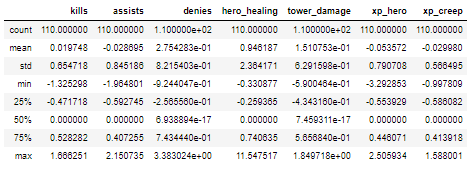 kills assists denies hero_healing tower_damage xp_hero xp_creep
count 110.000000 110.000000 1.100000e+02 110.000000 1.100000e+02 110.000000 110.000000
mean 0.019748 -0.028695 2.754283e-01 0.946187 1.510753e-01 -0.053572 -0.029980
std 0.654718 0.845186 8.215403e-01 2.364171 6.291598e-01 0.790708 0.566495
min -1.325298 -1.964801 -9.244047e-01 -0.330877 -5.900464e-01 -3.292853 -0.997809
25% -0.471718 -0.592745 -2.565560e-01 -0.259365 -4.343160e-01 -0.553929 -0.586082
50% 0.000000 0.000000 6.938894e-17 0.000000 7.459311e-17 0.000000 0.000000
75% 0.528282 0.407255 7.434440e-01 0.740635 5.656840e-01 0.446071 0.413918
max 1.666251 2.150735 3.383024e+00 11.547517 1.849718e+00 2.505934 1.588001